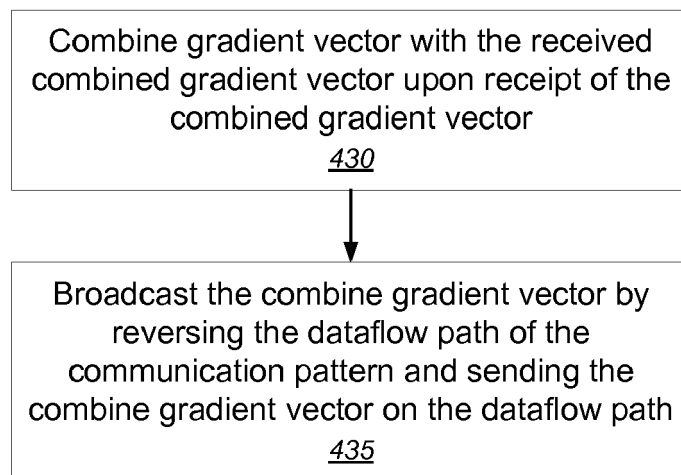 Combine gradient vector with the received
combined gradient vector upon receipt of the
combined gradient vector
430
Broadcast the combine gradient vector by
reversing the dataflow path of the
communication pattern and sending the
combine gradient vector on the dataflow path
435